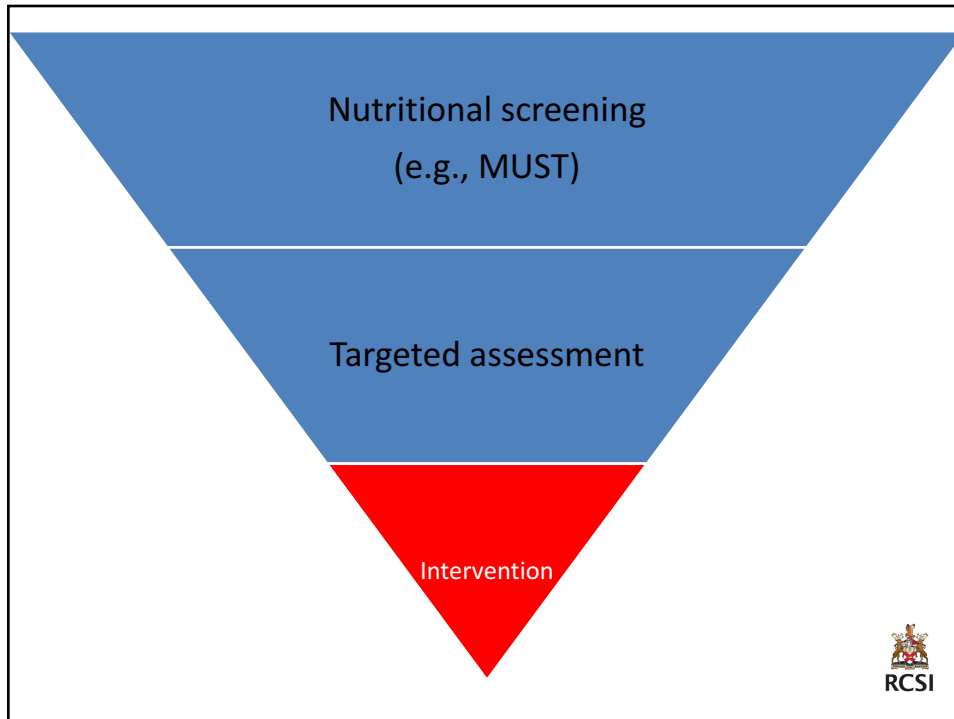 Nutritional screening
(e.g., MUST)
Targeted assessment
Intervention
RCSI